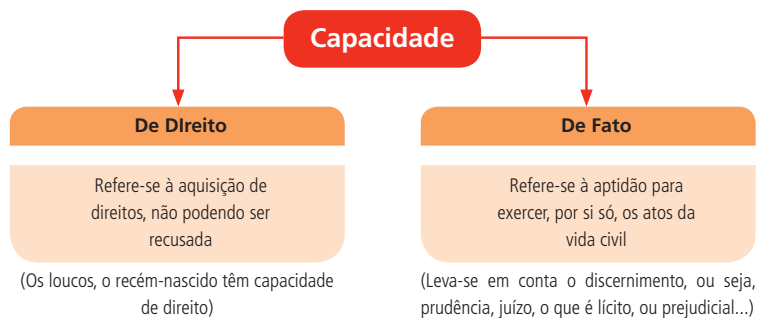 Capacidade
De DIreito
Refere-se à aquisição de
direitos, não podendo ser
recusada
(Os loucos, o recém-nascido têm capacidade
de direito)
De Fato
Refere-se à aptidão para
exercer, por si só, os atos da
vida civil
(Leva-se em conta o discernimento, ou seja,
prudência, juízo, o que é lícito, ou prejudicial...)